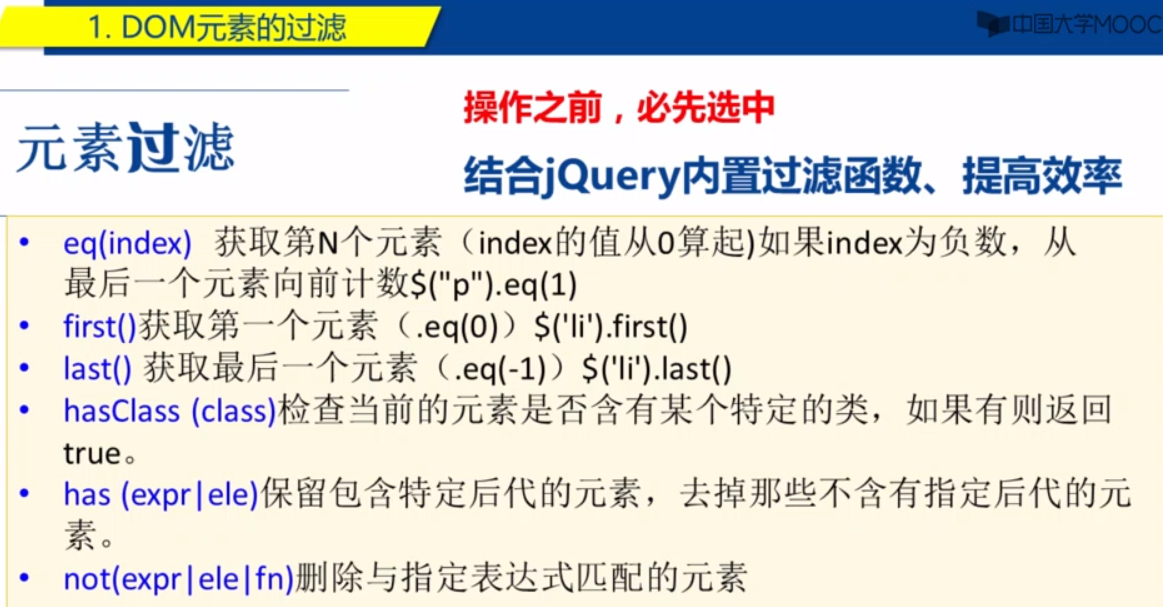 1. DOM元素的过滤
中国大学MOOC
操作之前，必先选中
元素过滤
结合jQuery内置过滤函数、提高效率
• eq(index) 获取第N个元素（index的值从0算起)如果index为负数，从
最后一个元素向前计数$("p").eq(1)
• first()获取第一个元素（.eq(0)）$('li').first()
• last() 获取最后一个元素（.eq(-1)）$('li').last()
• hasClass (class)检查当前的元素是否含有某个特定的类，如果有则返回
true。
• has (expr|ele)保留包含特定后代的元素，去掉那些不含有指定后代的元
素。
• not(expr|ele|fn)删除与指定表达式匹配的元素